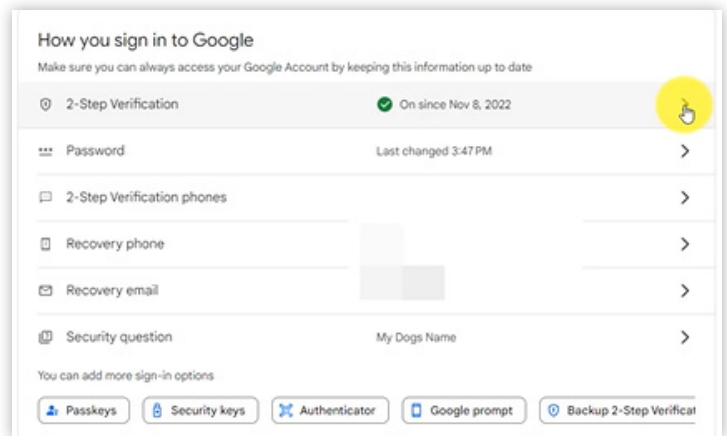 How you sign in to Google
Make sure you can always access your Google Account by keeping this information up to date
2-Step Verification On since Nov 8, 2022
Password Last changed 3:47 PM
2-Step Verification phones
Recovery phone
Recovery email
Security question My Dogs Name
You can add more sign-in options
Passkeys Security keys Authenticator Google prompt Backup 2-Step Verificat